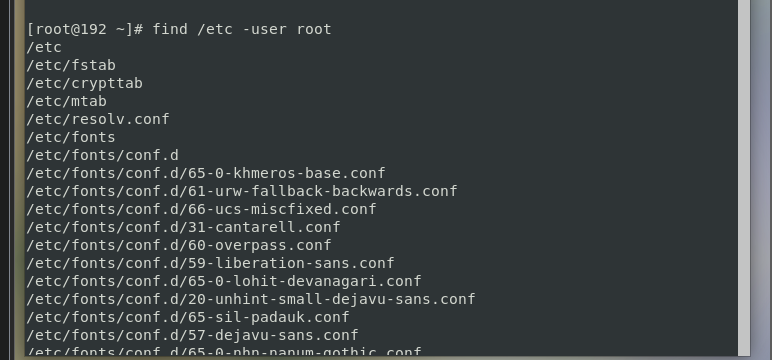 [root@192 ~]# find /etc -user root
/etc
/etc/fstab
/etc/crypttab
/etc/mtab
/etc/resolv.conf
/etc/fonts
/etc/fonts/conf.d
/etc/fonts/conf.d/65-0-khmeros-base.conf
/etc/fonts/conf.d/61-urw-fallback-backwards.conf
/etc/fonts/conf.d/66-ucs-miscfixed.conf
/etc/fonts/conf.d/31-cantarell.conf
/etc/fonts/conf.d/60-overpass.conf
/etc/fonts/conf.d/59-liberation-sans.conf
/etc/fonts/conf.d/65-0-lohit-devanagari.conf
/etc/fonts/conf.d/20-unhint-small-dejavu-sans.conf
/etc/fonts/conf.d/65-sil-padauk.conf
/etc/fonts/conf.d/57-dejavu-sans.conf
/etc/fonts/conf.d/65-0-nhn-nanum-gothic.conf